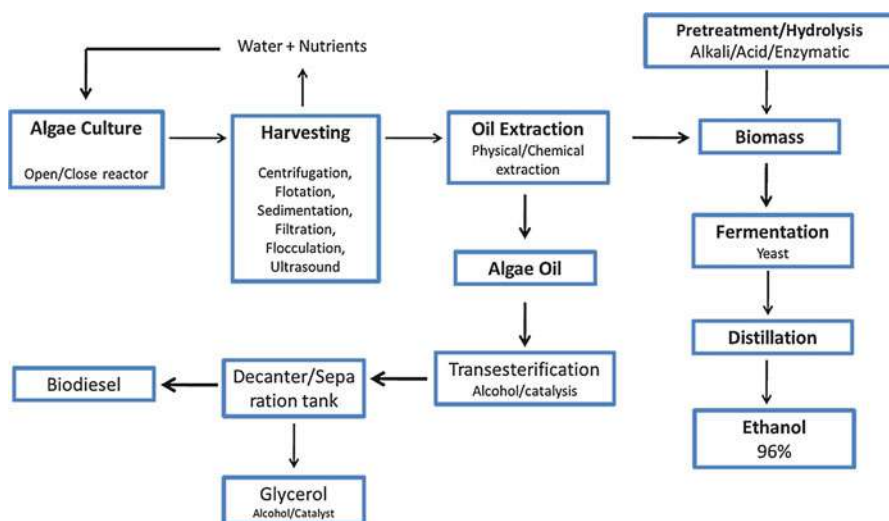 Water + Nutrients
Pretreatment/Hydrolysis
Alkali/Acid/Enzymatic
Algae Culture
Open/Close reactor
Harvesting
Centrifugation,
Flotation,
Sedimentation,
Filtration,
Flocculation,
Ultrasound
Oil Extraction
Physical/Chemical
extraction
Biomass
Fermentation
Yeast
Algae Oil
Distillation
Biodiesel
Decanter/Sepa
ration tank
Transesterification
Alcohol/catalysis
Ethanol
96%
Glycerol
Alcohol/Catalyst